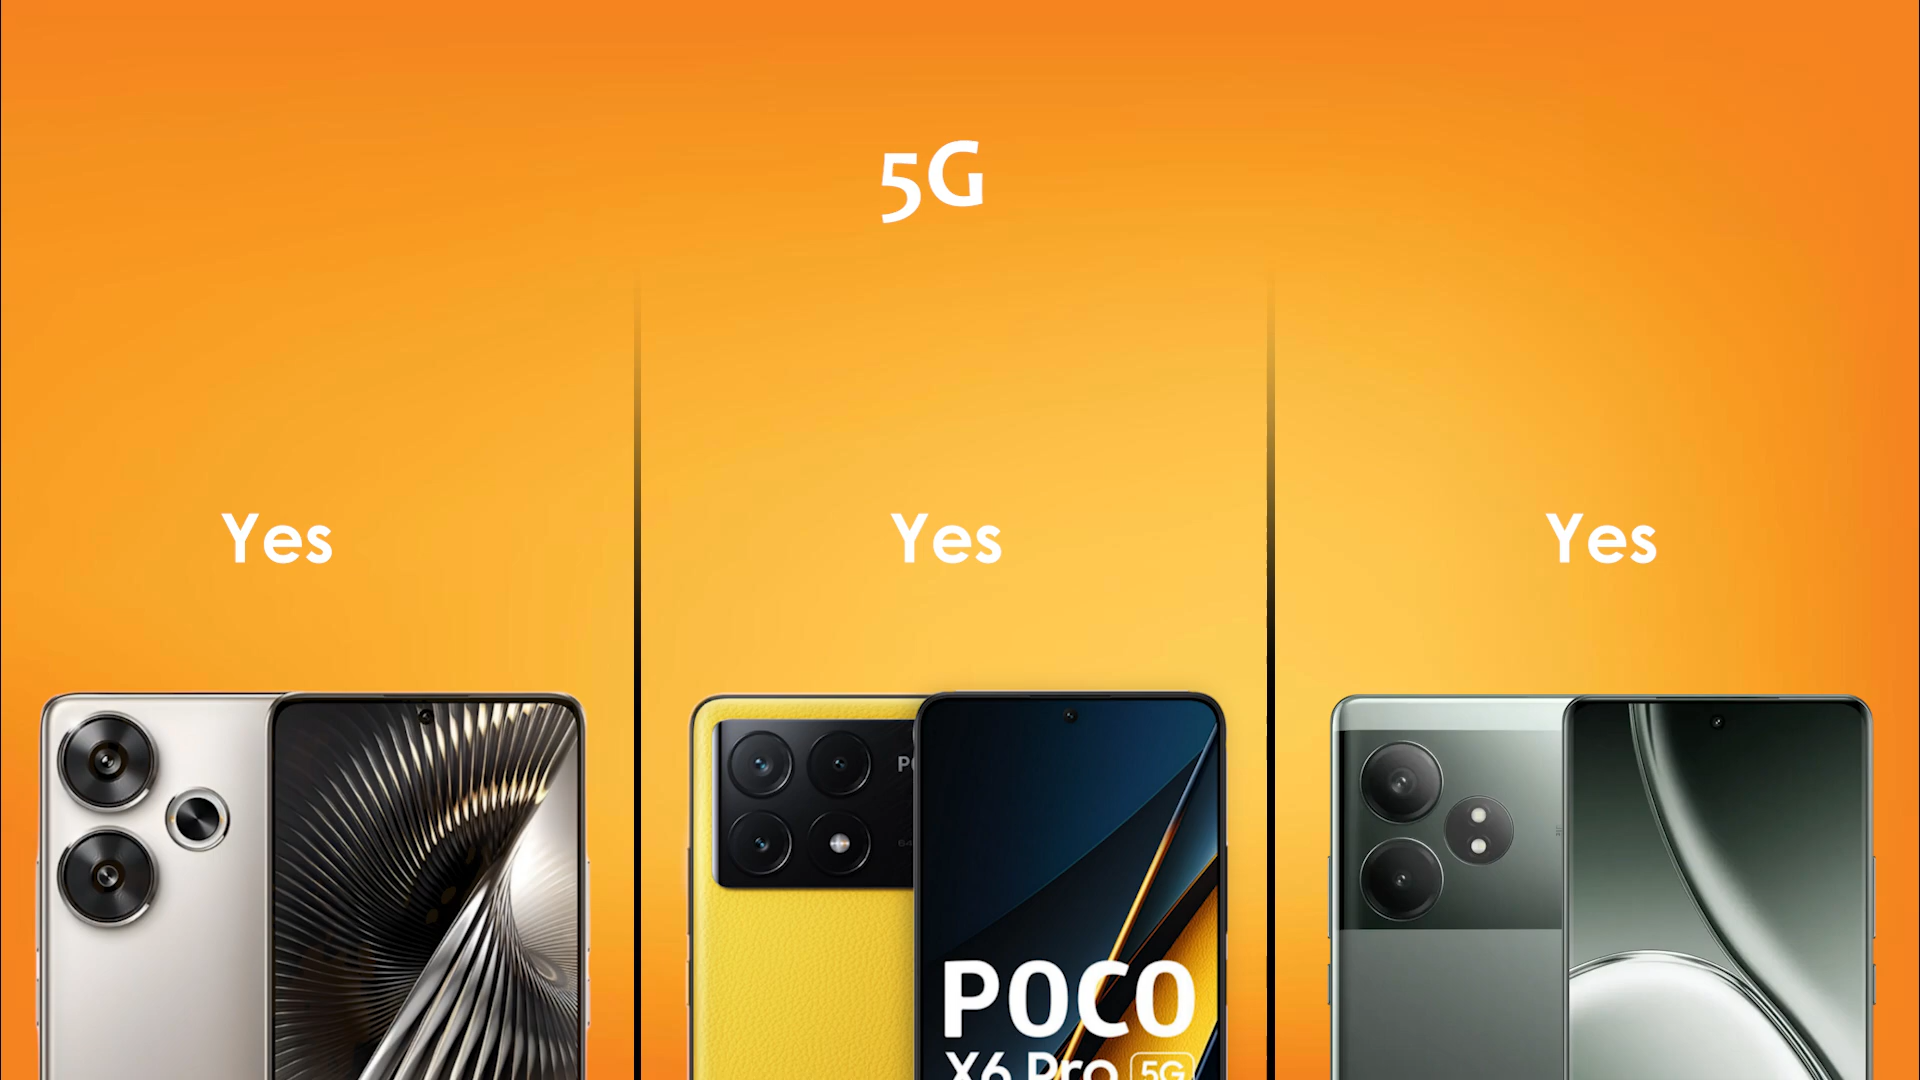 5G
Yes
Yes
Yes
POCO
X6 Pro 5G